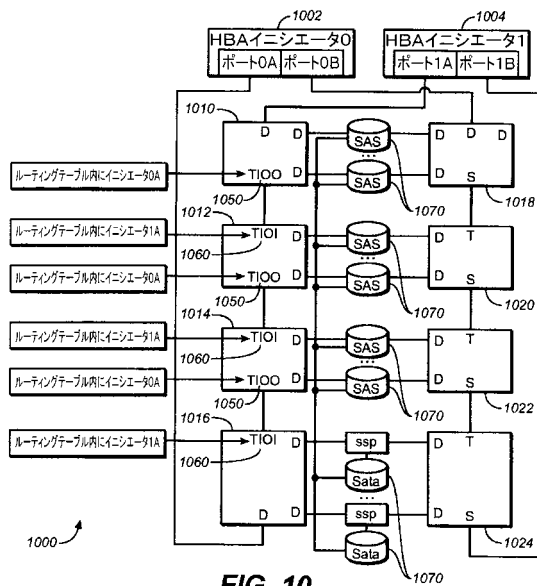 1002
1004
HBAイニシエータ0
HBAイニシエータ1
ポート0A
ポート0B
ポート1A
ポート1B
1010
D
D
D
SAS
...
SAS
D
D
D
D
S
ルーティングテーブル内にイニシエータ0A
TIOO
1050
1070
1018
1012
ルーティングテーブル内にイニシエータ1A
TIOI
1060
D
SAS
...
SAS
D
T
ルーティングテーブル内にイニシエータ0A
TIOO
D
D
S
1050
1070
1020
1014
ルーティングテーブル内にイニシエータ1A
TIOI
1060
D
SAS
...
SAS
D
T
ルーティングテーブル内にイニシエータ0A
TIOO
D
D
S
1050
1070
1022
1016
ルーティングテーブル内にイニシエータ1A
TIOI
1060
D
ssp
D
T
Sata
...
D
ssp
D
S
D
Sata
1000
1024
1070
FIG. 10